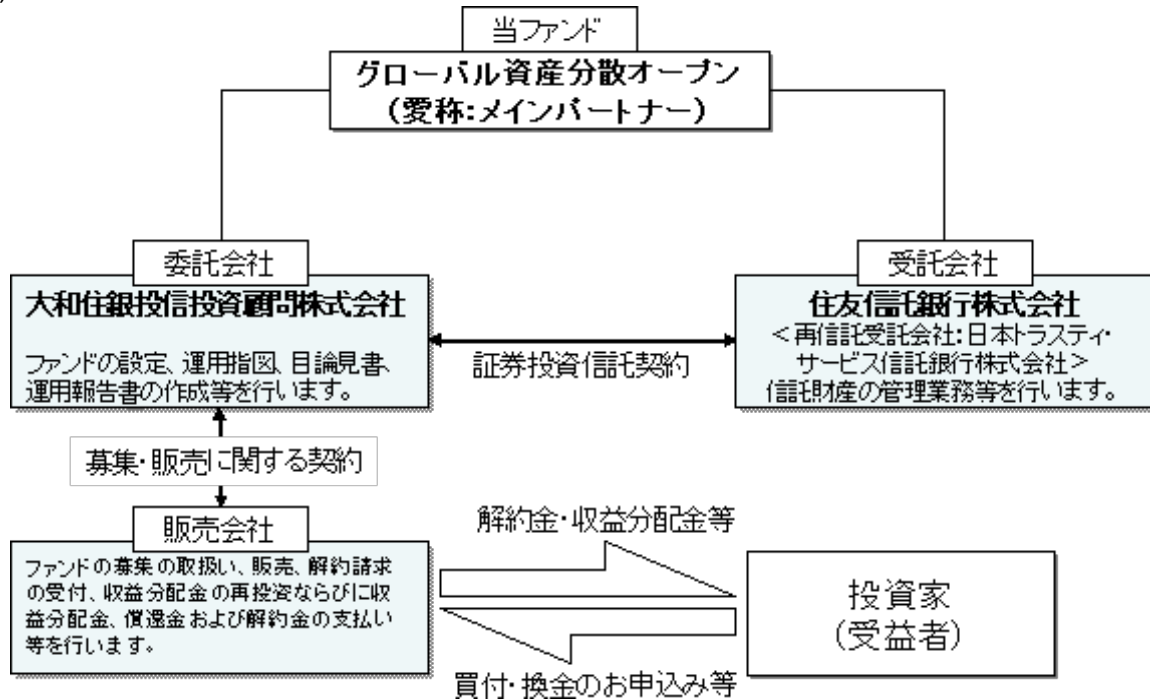 当ファンド
グローバル資産分散オープン
(愛称:メインパートナー)
委託会社
大和住銀投信投資顧問株式会社
ファンドの設定、運用指図、目論見書、
運用報告書の作成等を行います。
証券投資信託契約
受託会社
住友信託銀行株式会社
<再信託受託会社:日本トラスティ・
サービス信託銀行株式会社>
信託財産の管理業務等を行います。
募集・販売に関する契約
販売会社
ファンドの募集の取扱い、販売、解約請求
の受付、収益分配金の再投資ならびに収
益分配金、償還金および解約金の支払い
等を行います。
解約金・収益分配金等
買付・換金のお申込み等
投資家
(受益者)